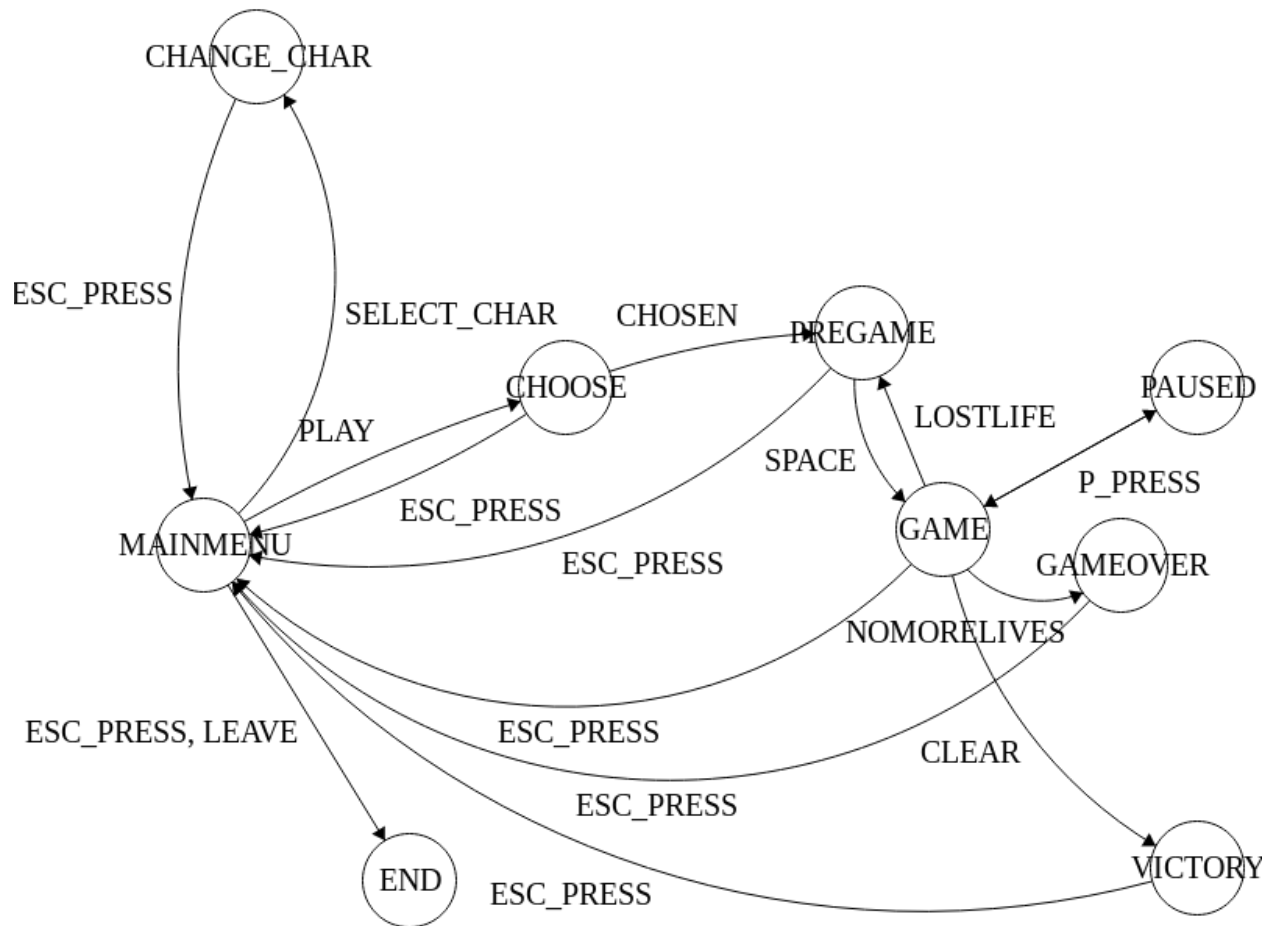 CHANGE_CHAR
ESC_PRESS
SELECT_CHAR
CHOSEN
PREGAME
CHOOSE
PAUSED
PLAY
LOSTLIFE
SPACE
P_PRESS
ESC_PRESS
GAME
MAINMENU
ESC_PRESS
GAMEOVER
NOMORELIVES
ESC_PRESS, LEAVE
ESC_PRESS
CLEAR
ESC_PRESS
VICTORY
END
ESC_PRESS